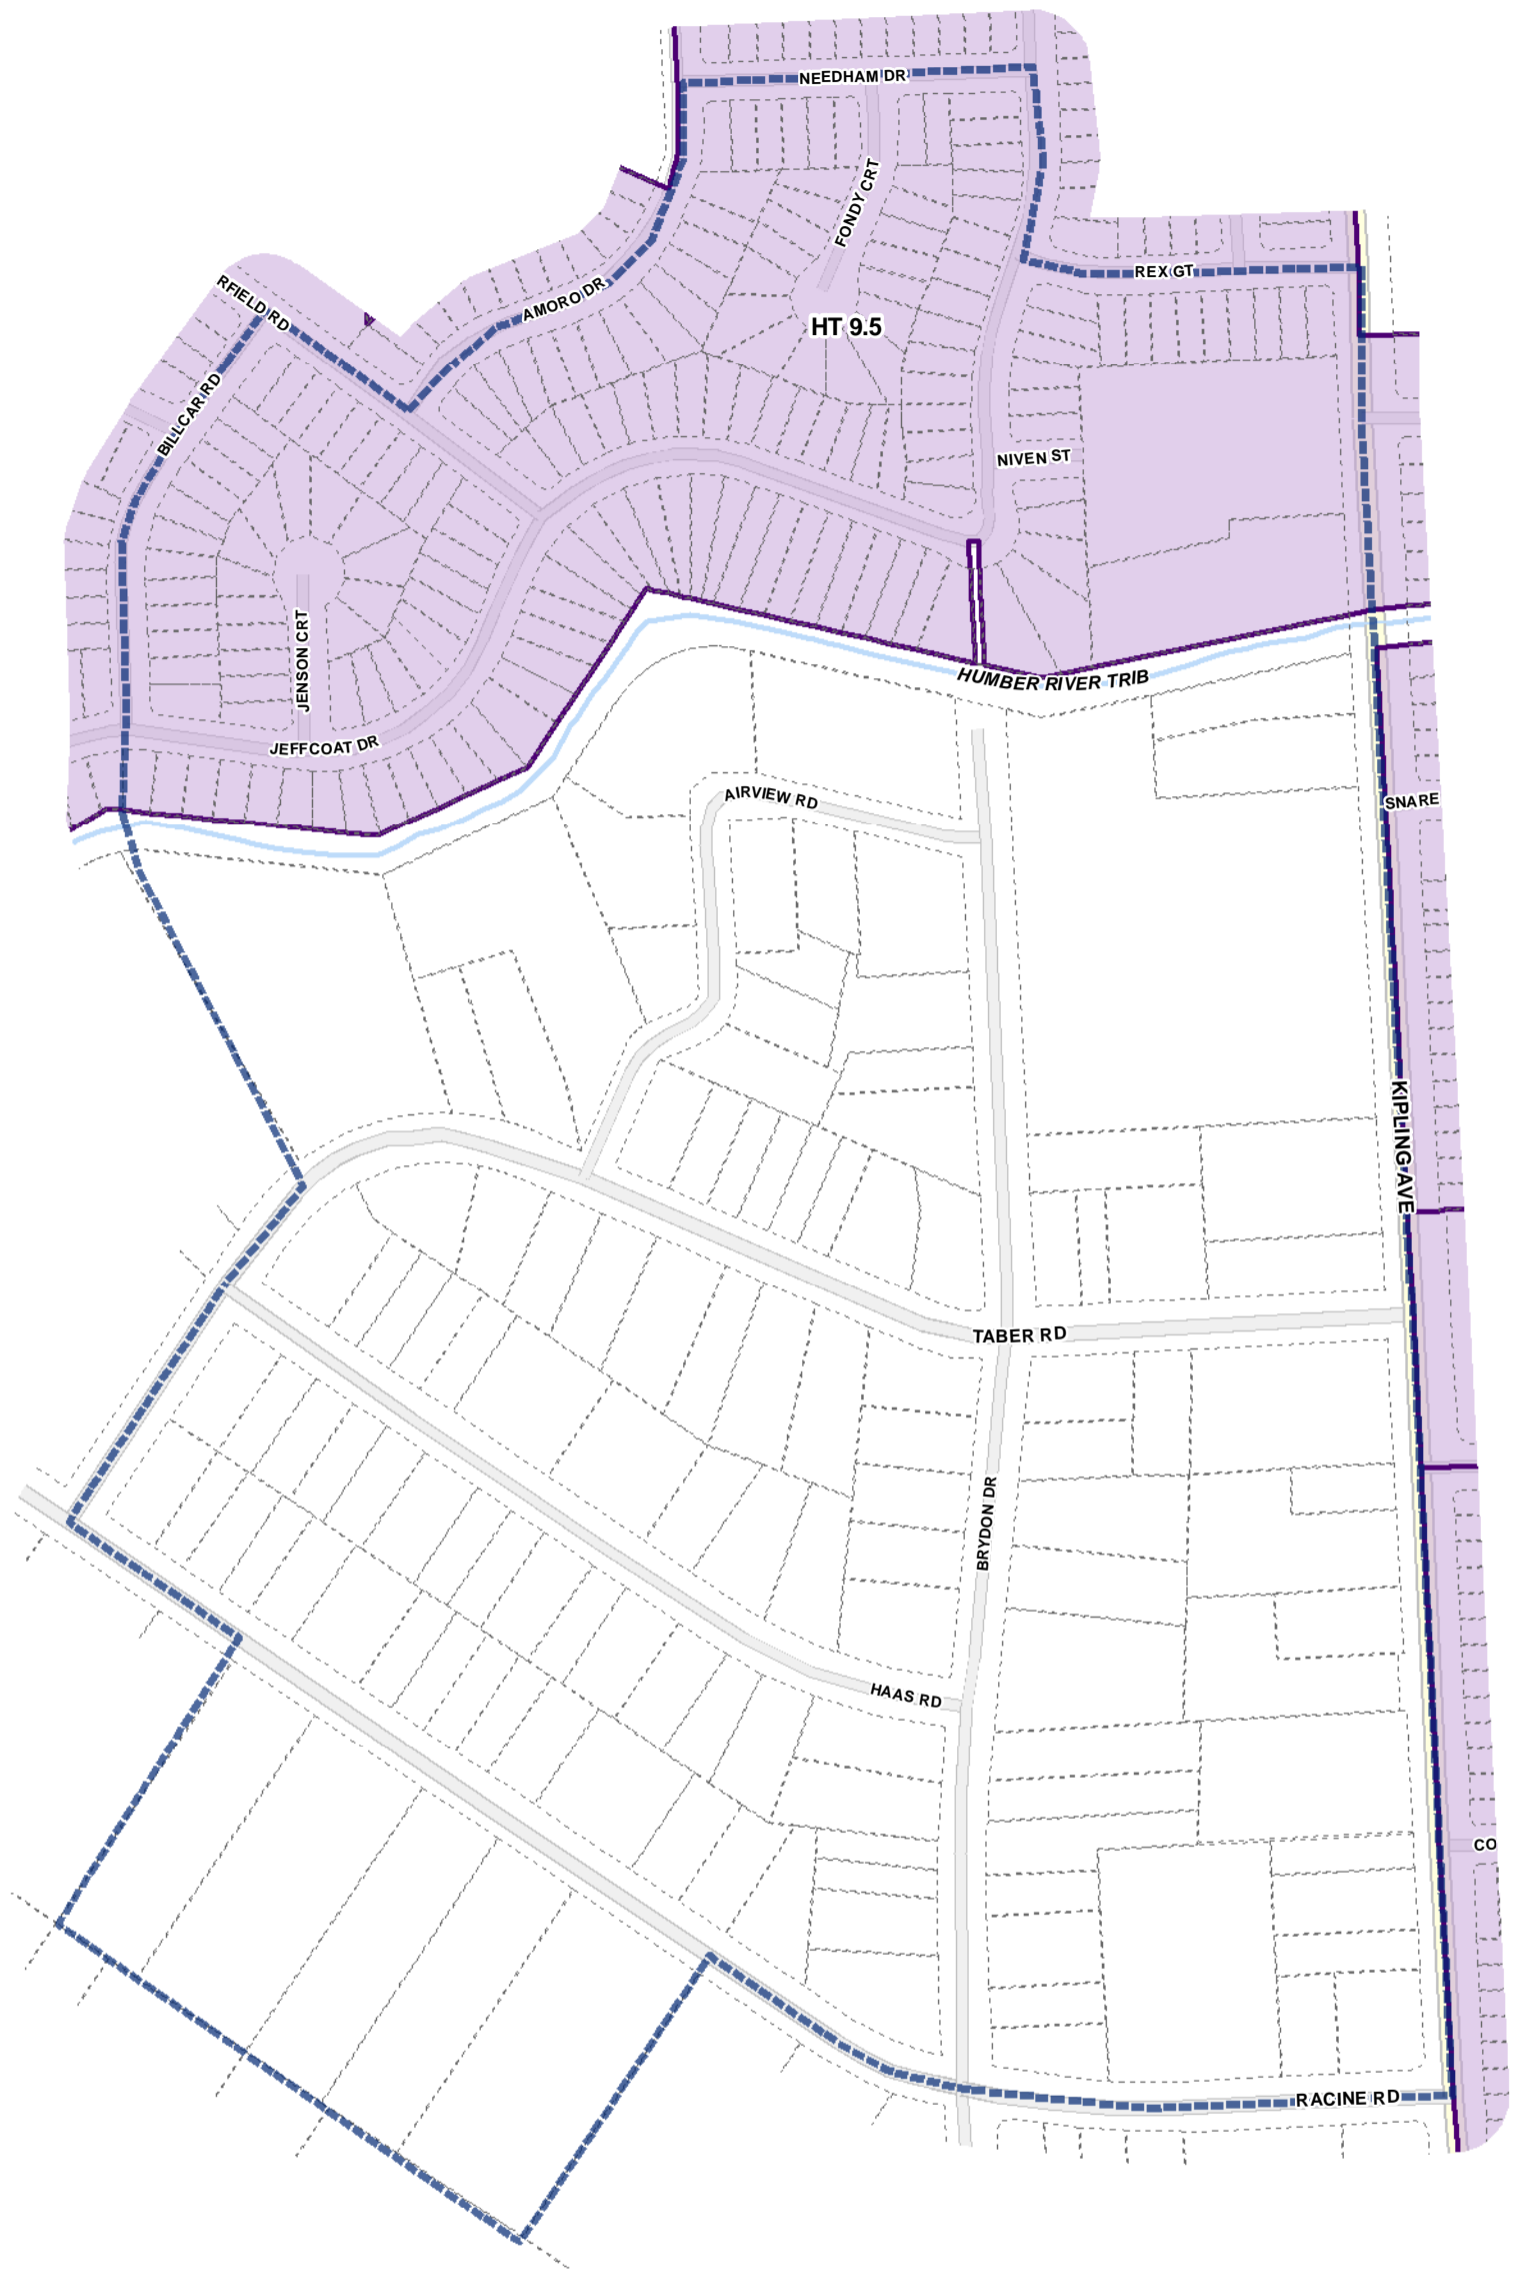 NEEDHAM DR
FONDY CRT
REX GT
RFIELD RD
AMORO DR
HT 9.5
BILLCAR RD
NIVEN ST
JENSON CRT
HUMBER RIVER TRIB
JEFFCOAT DR
AIRVIEW RD
SNARE
KIPLING AVE
TABER RD
BRYDON DR
HAAS RD
CO
RACINE RD